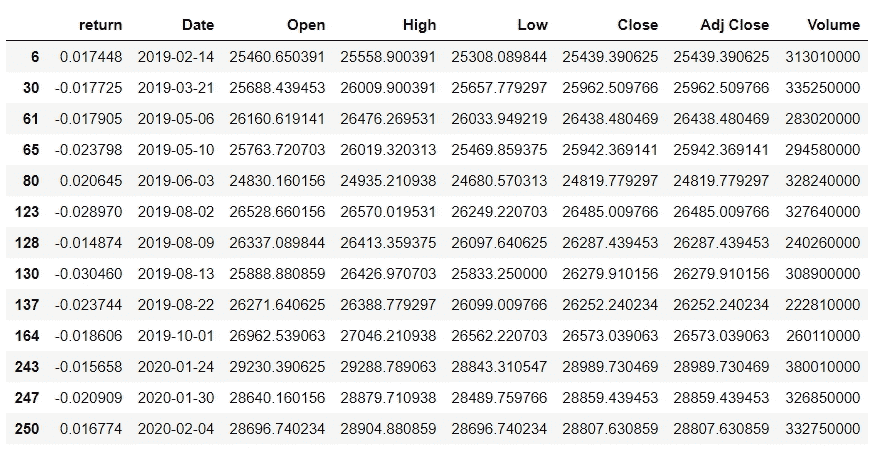 return Date Open High Low Close Adj Close Volume
6 0.017448 2019-02-14 25460.650391 25558.900391 25308.089844 25439.390625 25439.390625 313010000
30 -0.017725 2019-03-21 25688.439453 26009.900391 25657.779297 25962.509766 25962.509766 335250000
61 -0.017905 2019-05-06 26160.619141 26476.269531 26033.949219 26438.480469 26438.480469 283020000
65 -0.023798 2019-05-10 25763.720703 26019.320313 25469.859375 25942.369141 25942.369141 294580000
80 0.020645 2019-06-03 24830.160156 24935.210938 24680.570313 24819.779297 24819.779297 328240000
123 -0.028970 2019-08-02 26528.660156 26570.019531 26249.220703 26485.009766 26485.009766 327640000
128 -0.014874 2019-08-09 26337.089844 26413.359375 26097.640625 26287.439453 26287.439453 240260000
130 -0.030460 2019-08-13 25888.880859 26426.970703 25833.250000 26279.910156 26279.910156 308900000
137 -0.023744 2019-08-22 26271.640625 26388.779297 26099.009766 26252.240234 26252.240234 222810000
164 -0.018606 2019-10-01 26962.539063 27046.210938 26562.220703 26573.039063 26573.039063 260110000
243 -0.015658 2020-01-24 29230.390625 29288.789063 28843.310547 28989.730469 28989.730469 380010000
247 -0.020909 2020-01-30 28640.160156 28879.710938 28489.759766 28859.439453 28859.439453 326850000
250 0.016774 2020-02-04 28696.740234 28904.880859 28696.740234 28807.630859 28807.630859 332750000